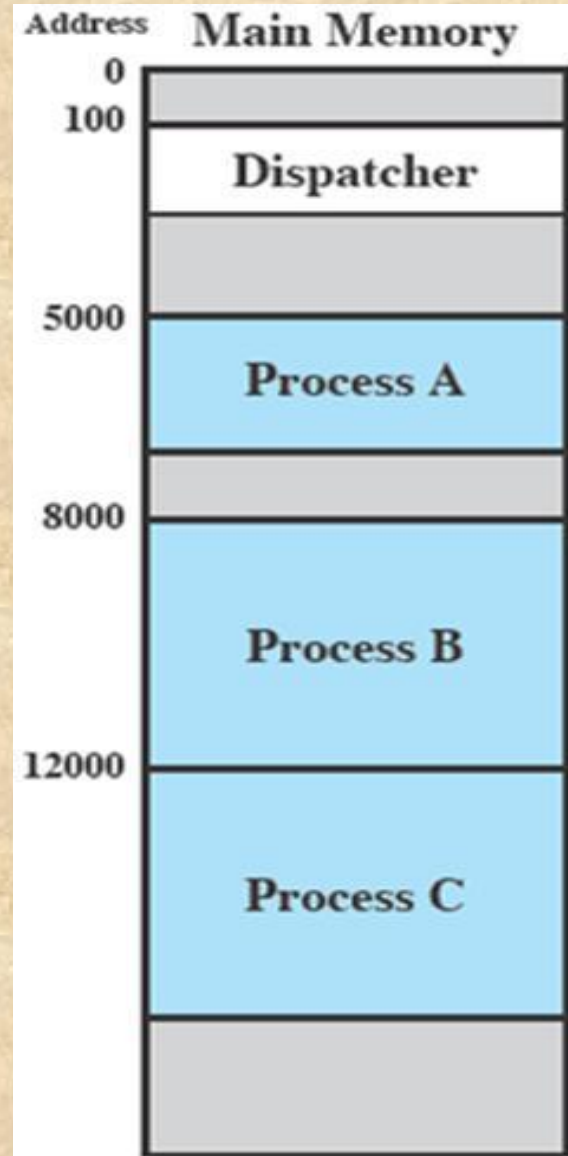 Address Main Memory
0
100
Dispatcher
5000
Process A
8000
Process B
12000
Process C